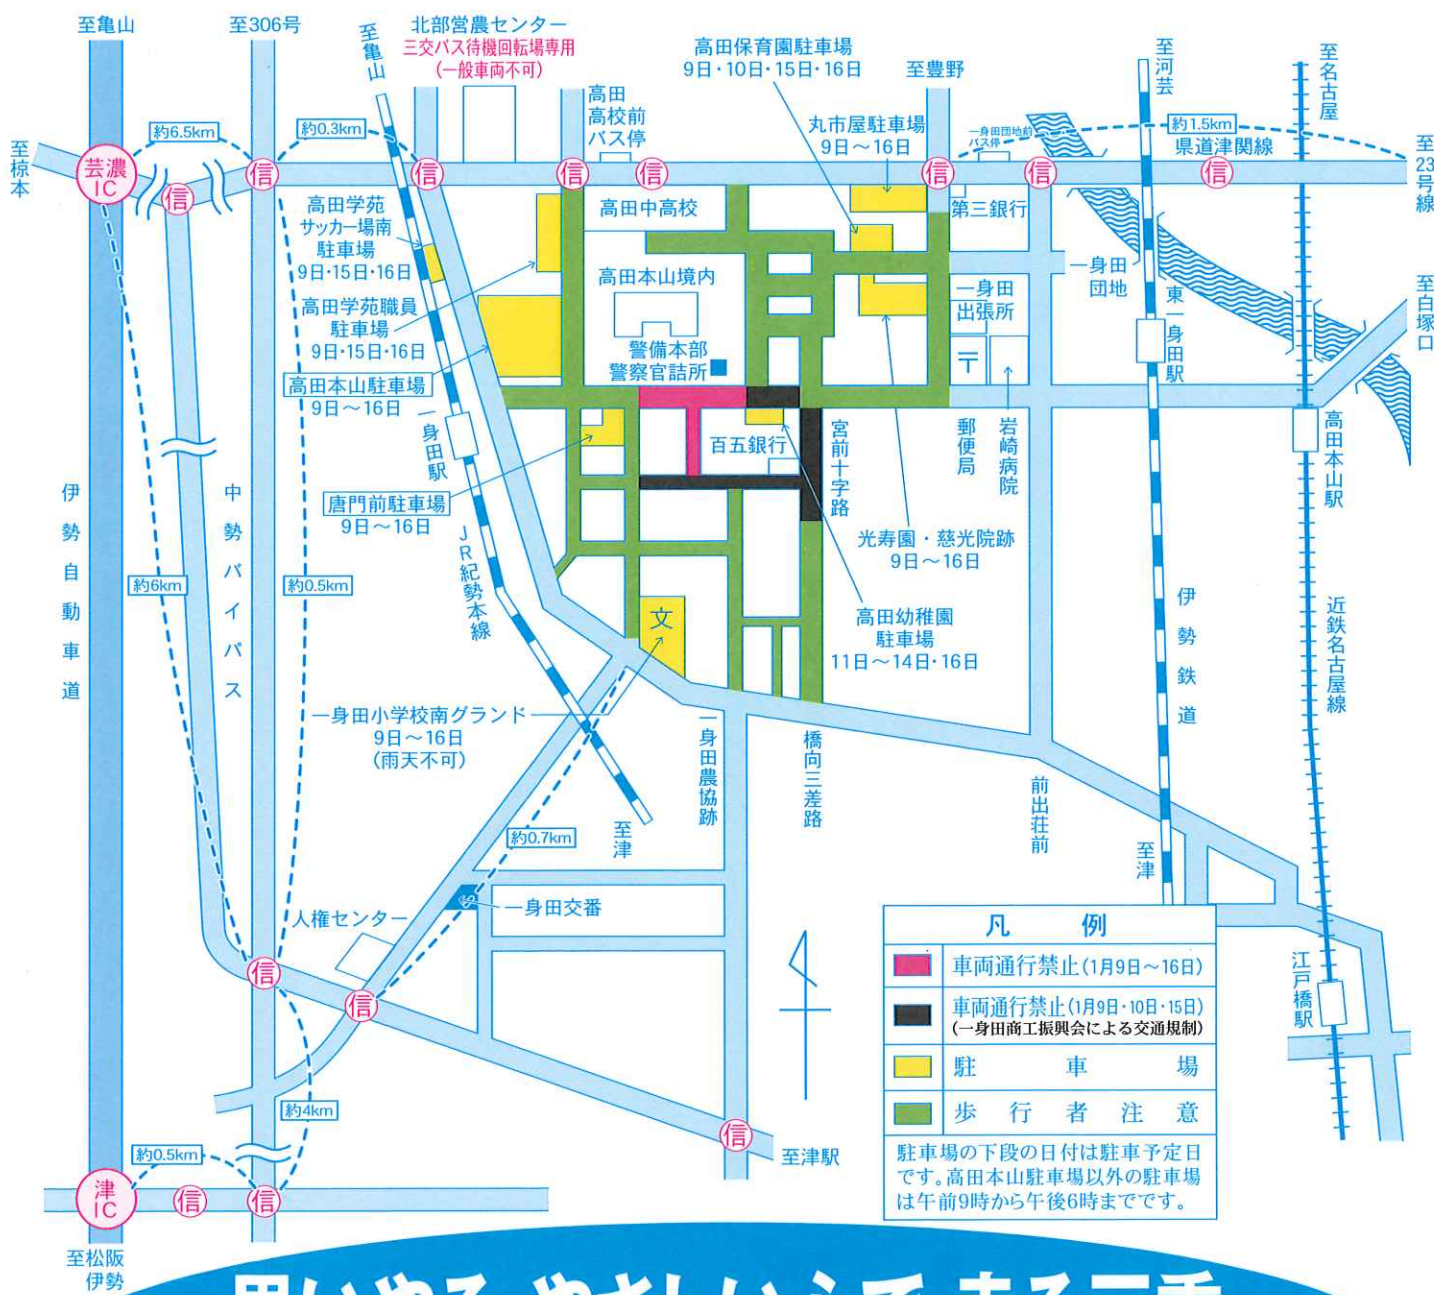 至亀山
至306号
至亀山
北部営農センター
三交バス待機回転場専用
(一般車両不可)
高田
高校前
バス停
高田保育園駐車場
9日・10日・15日・16日
至豊野
至河芸
至名古屋
丸市屋駐車場
9日～16日
一身田団地前
バス停
約1.5km
県道津関線
至23号線
至椋本
芸濃
IC
約6.5km
約0.3km
信
信
信
信
信
信
信
信
高田学苑
サッカー場南
駐車場
9日・15日・16日
高田中高校
第三銀行
高田学苑職員
駐車場
9日・15日・16日
高田本山境内
一身田
団地
一身田
出張所
東一身田駅
至白塚口
警備本部
警察官詰所
〒
高田本山駐車場
9日～16日
一身田駅
百五銀行
宮前十字路
郵便局
岩崎病院
高田本山駅
唐門前駐車場
9日～16日
伊勢自動車道
中勢バイパス
約6km
約0.5km
JR紀勢本線
光寿園・慈光院跡
9日～16日
文
高田幼稚園
駐車場
11日～14日・16日
伊勢鉄道
近鉄名古屋線
一身田小学校南グランド
9日～16日
(雨天不可)
一身田農協跡
橋向三差路
前出荘前
至津
至津
約0.7km
一身田交番
人権センター
信
信
江戸橋駅
凡例
車両通行禁止(1月9日～16日)
車両通行禁止(1月9日・10日・15日)
(一身田商工振興会による交通規制)
駐車場
歩行者注意
駐車場の下段の日付は駐車予定日
です。高田本山駐車場以外の駐車場
は午前9時から午後6時までです。
約4km
信
至津駅
約0.5km
津
IC
信
信
至松阪
伊勢